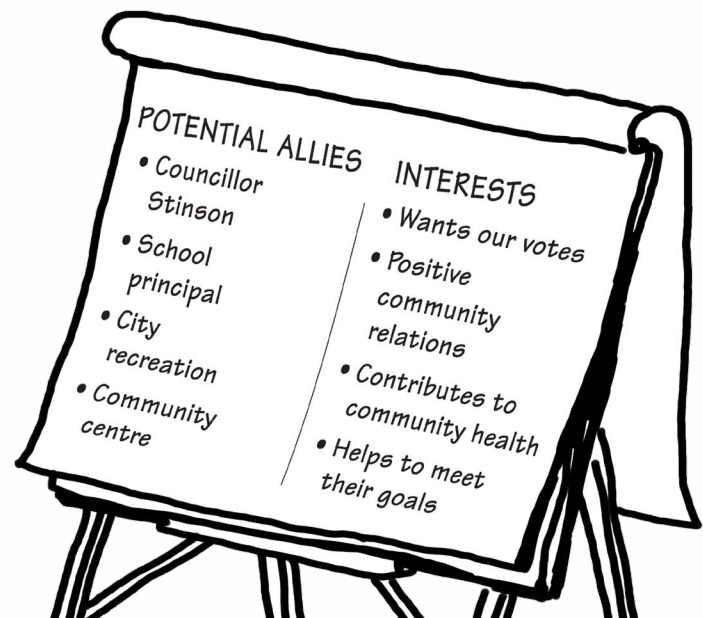 POTENTIAL ALLIES
• Councillor
Stinson
• School
principal
• City
recreation
• Community
centre
INTERESTS
• Wants our votes
• Positive
community
relations
• Contributes to
community health
• Helps to meet
their goals